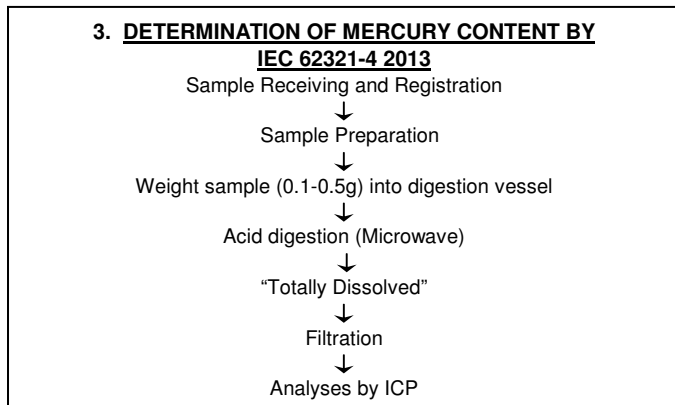 3. DETERMINATION OF MERCURY CONTENT BY
IEC 62321-4 2013
Sample Receiving and Registration
↓
Sample Preparation
↓
Weight sample (0.1-0.5g) into digestion vessel
↓
Acid digestion (Microwave)
↓
“Totally Dissolved”
↓
Filtration
↓
Analyses by ICP